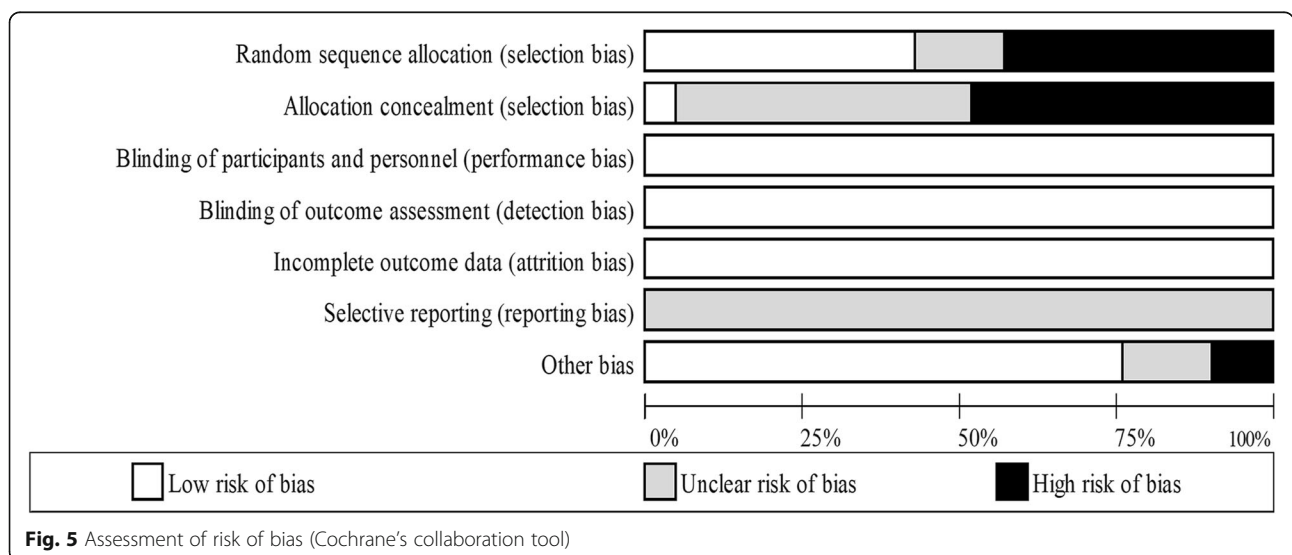 Random sequence allocation (selection bias)
Allocation concealment (selection bias)
Blinding of participants and personnel (performance bias)
Blinding of outcome assessment (detection bias)
Incomplete outcome data (attrition bias)
Selective reporting (reporting bias)
Other bias
0% 25% 50% 75% 100%
Low risk of bias Unclear risk of bias High risk of bias
Fig. 5 Assessment of risk of bias (Cochrane's collaboration tool)